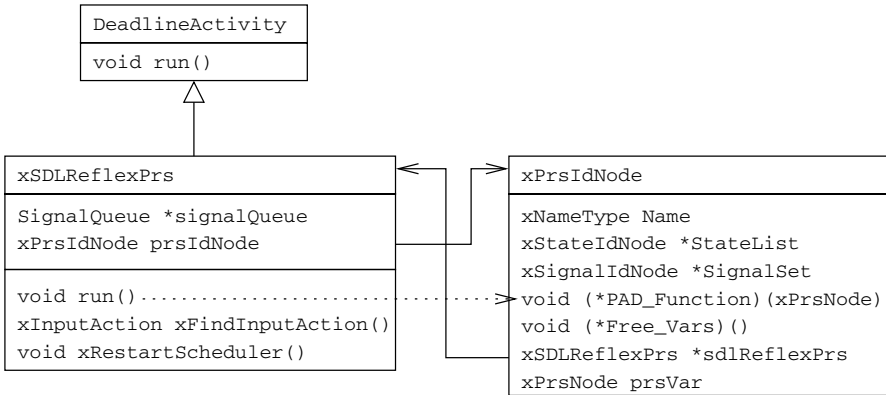 DeadlineActivity
void run()
xSDLReflexPrs
SignalQueue *signalQueue
xPrsIdNode prsIdNode
void run()
xInputAction xFindInputAction()
void xRestartScheduler()
xPrsIdNode
xNameType Name
xStateIdNode *StateList
xSignalIdNode *SignalSet
void (*PAD_Function)(xPrsNode)
void (*Free_Vars)()
xSDLReflexPrs *sdlReflexPrs
xPrsNode prsVar